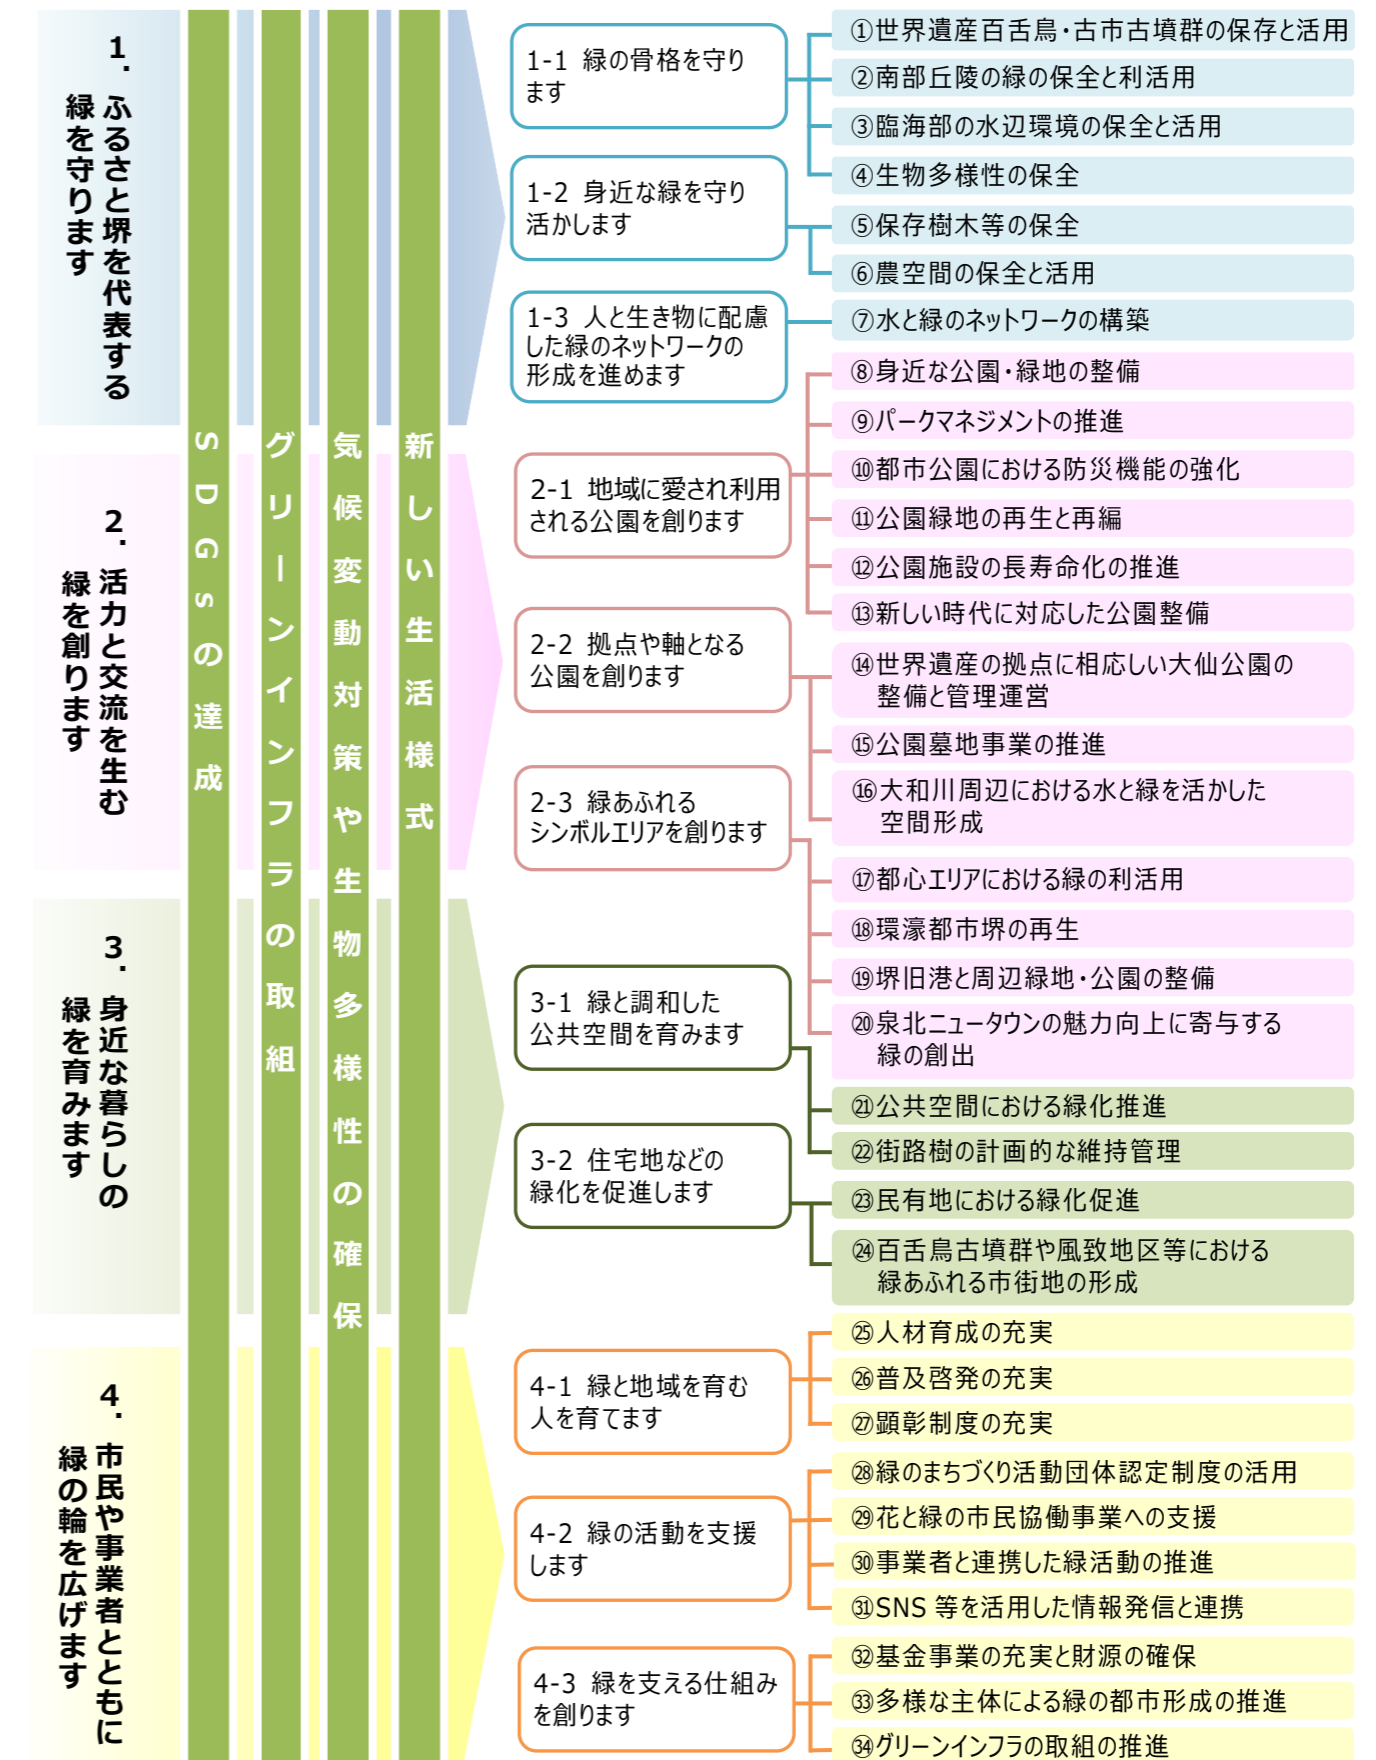 1. ふるさと堺を代表する
緑を守ります
2. 活力と交流を生む
緑を創ります
3. 身近な暮らしの
緑を育みます
4. 市民や事業者とともに
緑の輪を広げます
SDGsの達成
グリーンインフラの取組
気候変動対策や生物多様性の確保
新しい生活様式
1-1 緑の骨格を守り
ます
①世界遺産百舌鳥・古市古墳群の保存と活用
②南部丘陵の緑の保全と利活用
③臨海部の水辺環境の保全と活用
④生物多様性の保全
1-2 身近な緑を守り
活かします
⑤保存樹木等の保全
⑥農空間の保全と活用
1-3 人と生き物に配慮
した緑のネットワークの
形成を進めます
⑦水と緑のネットワークの構築
2-1 地域に愛され利用
される公園を創ります
⑧身近な公園・緑地の整備
⑨パークマネジメントの推進
⑩都市公園における防災機能の強化
⑪公園緑地の再生と再編
⑫公園施設の長寿命化の推進
⑬新しい時代に対応した公園整備
2-2 拠点や軸となる
公園を創ります
⑭世界遺産の拠点に相応しい大仙公園の
整備と管理運営
⑮公園墓地事業の推進
⑯大和川周辺における水と緑を活かした
空間形成
2-3 緑あふれる
シンボルエリアを創ります
⑰都心エリアにおける緑の利活用
⑱環濠都市堺の再生
⑲堺旧港と周辺緑地・公園の整備
⑳泉北ニュータウンの魅力向上に寄与する
緑の創出
3-1 緑と調和した
公共空間を育みます
㉑公共空間における緑化推進
㉒街路樹の計画的な維持管理
3-2 住宅地などの
緑化を促進します
㉓民有地における緑化促進
㉔百舌鳥古墳群や風致地区等における
緑あふれる市街地の形成
4-1 緑と地域を育む
人を育てます
㉕人材育成の充実
㉖普及啓発の充実
㉗顕彰制度の充実
4-2 緑の活動を支援
します
㉘緑のまちづくり活動団体認定制度の活用
㉙花と緑の市民協働事業への支援
㉚事業者と連携した緑活動の推進
㉛SNS 等を活用した情報発信と連携
4-3 緑を支える仕組み
を創ります
㉜基金事業の充実と財源の確保
㉝多様な主体による緑の都市形成の推進
㉞グリーンインフラの取組の推進